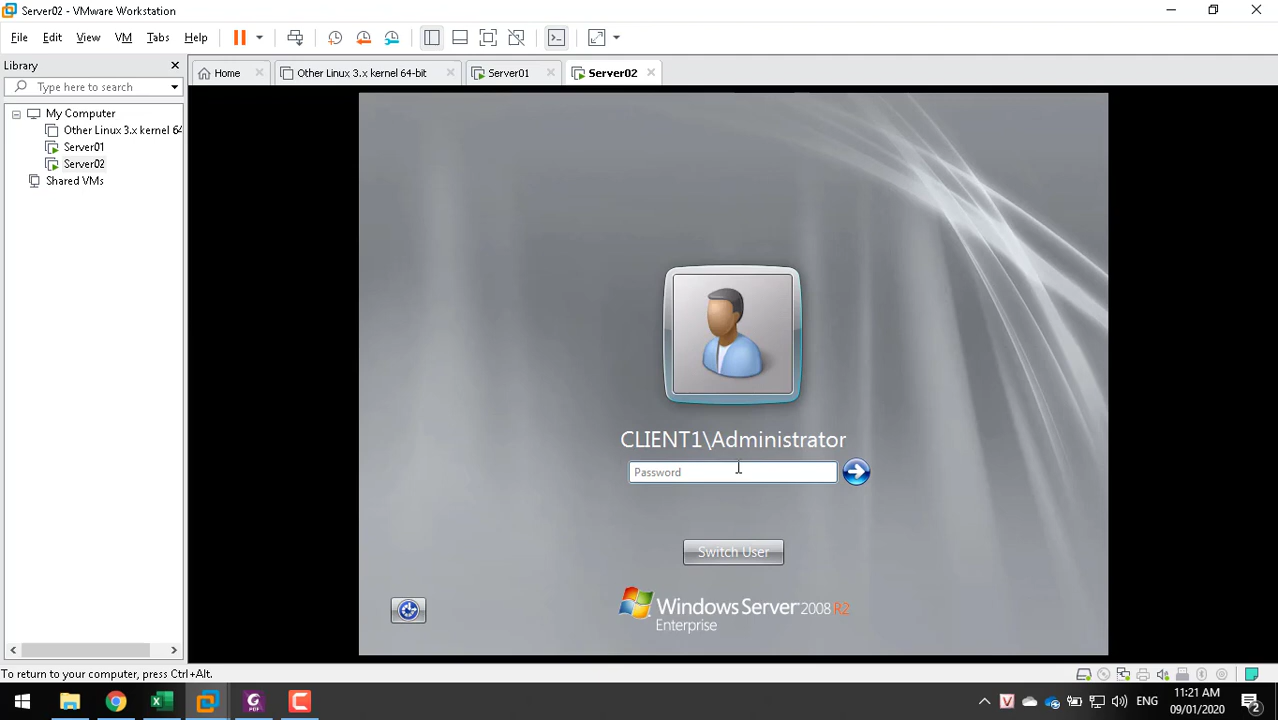 Server02 - VMware Workstation
File Edit View VM Tabs Help
Library
Type here to search
Home
Other Linux 3.x kernel 64-bit
Server01
Server02
My Computer
Other Linux 3.x kernel 64
Server01
Server02
Shared VMs
CLIENT1\Administrator
Password
Switch User
Windows Server 2008 R2
Enterprise
To return to your computer, press Ctrl+Alt.
ENG
11:21 AM
09/01/2020
2